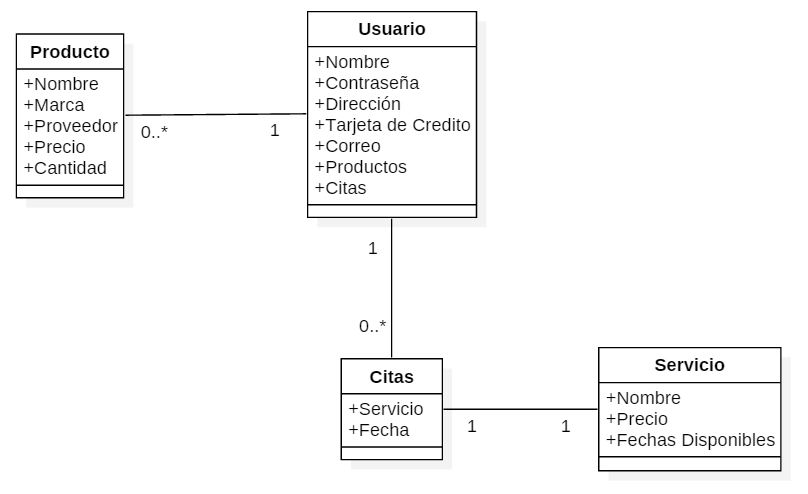 Producto
+Nombre
+Marca
+Proveedor
+Precio
+Cantidad
0..*
1
Usuario
+Nombre
+Contraseña
+Dirección
+Tarjeta de Credito
+Correo
+Productos
+Citas
1
0..*
Citas
+Servicio
+Fecha
1
1
Servicio
+Nombre
+Precio
+Fechas Disponibles